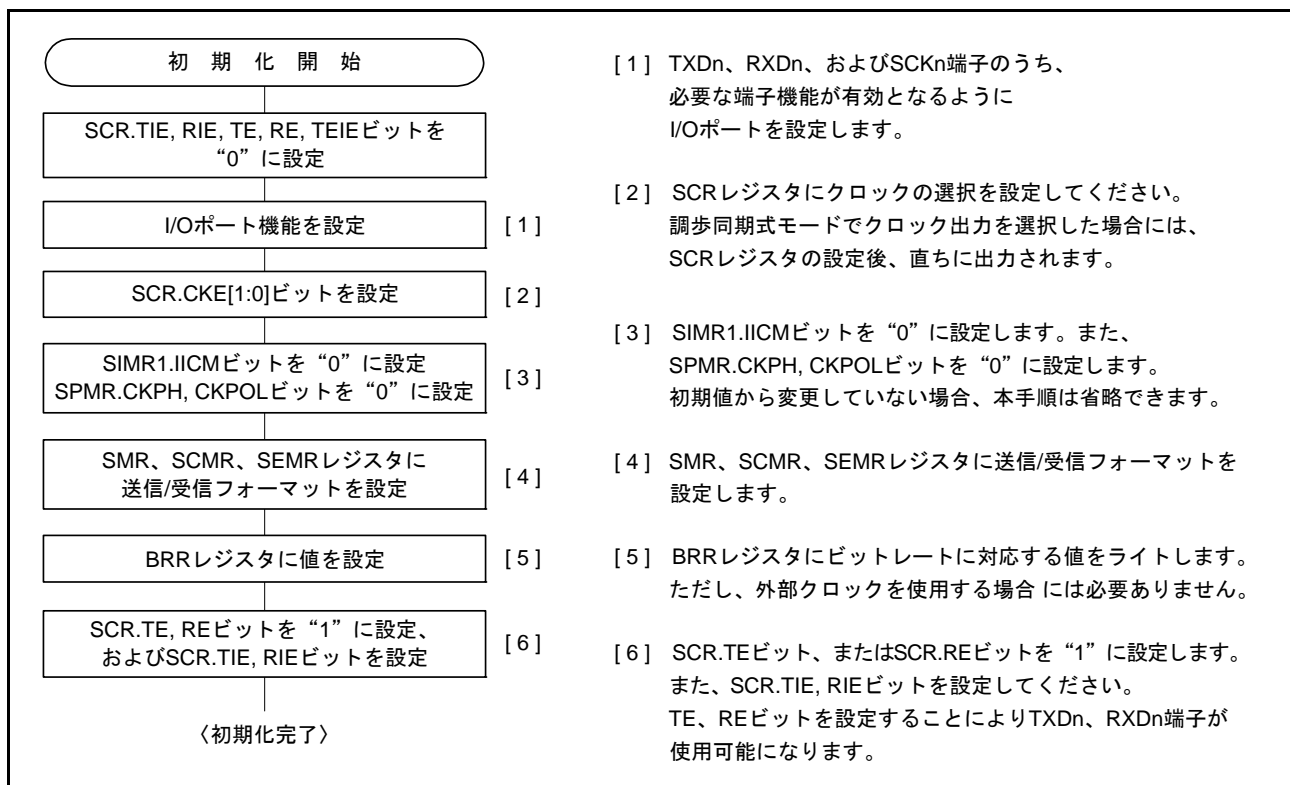 初 期 化 開 始
SCR.TIE, RIE, TE, RE, TEIEビットを
“0”に設定
I/Oポート機能を設定
[ 1 ]
SCR.CKE[1:0]ビットを設定
[ 2 ]
SIMR1.IICMビットを“0”に設定
SPMR.CKPH, CKPOLビットを“0”に設定
[ 3 ]
SMR、SCMR、SEMRレジスタに
送信/受信フォーマットを設定
[ 4 ]
BRRレジスタに値を設定
[ 5 ]
SCR.TE, REビットを“1”に設定、
およびSCR.TIE, RIEビットを設定
[ 6 ]
〈初期化完了〉
[ 1 ] TXDn、RXDn、およびSCKn端子のうち、
必要な端子機能が有効となるように
I/Oポートを設定します。
[ 2 ] SCRレジスタにクロックの選択を設定してください。
調歩同期式モードでクロック出力を選択した場合には、
SCRレジスタの設定後、直ちに出力されます。
[ 3 ] SIMR1.IICMビットを“0”に設定します。また、
SPMR.CKPH, CKPOLビットを“0”に設定します。
初期値から変更していない場合、本手順は省略できます。
[ 4 ] SMR、SCMR、SEMRレジスタに送信/受信フォーマットを
設定します。
[ 5 ] BRRレジスタにビットレートに対応する値をライトします。
ただし、外部クロックを使用する場合 には必要ありません。
[ 6 ] SCR.TEビット、またはSCR.REビットを“1”に設定します。
また、SCR.TIE, RIEビットを設定してください。
TE、REビットを設定することによりTXDn、RXDn端子が
使用可能になります。